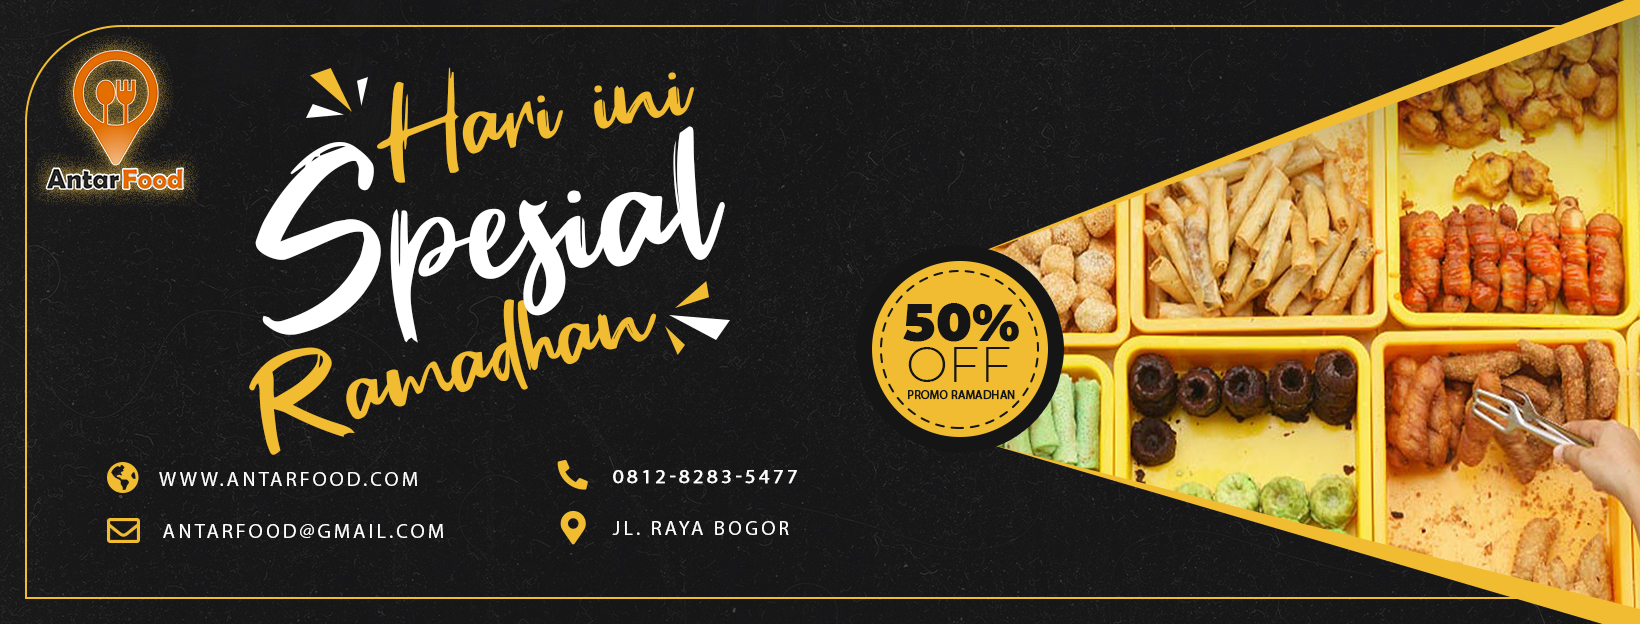 AntarFood
Hari ini
Spesial
Ramadhan
50%
OFF
PROMO RAMADHAN
WWW.ANTARFOOD.COM
0812-8283-5477
ANTARFOOD@GMAIL.COM
JL. RAYA BOGOR